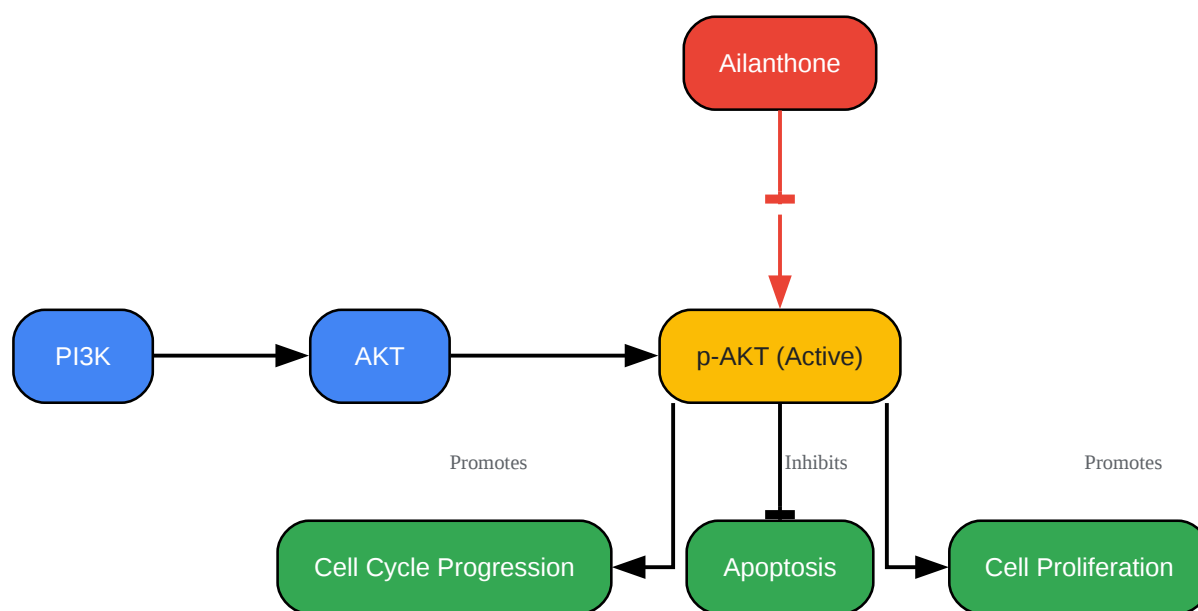 Ailanthone
PI3K
AKT
p-AKT (Active)
Promotes
Inhibits
Promotes
Cell Cycle Progression
Apoptosis
Cell Proliferation